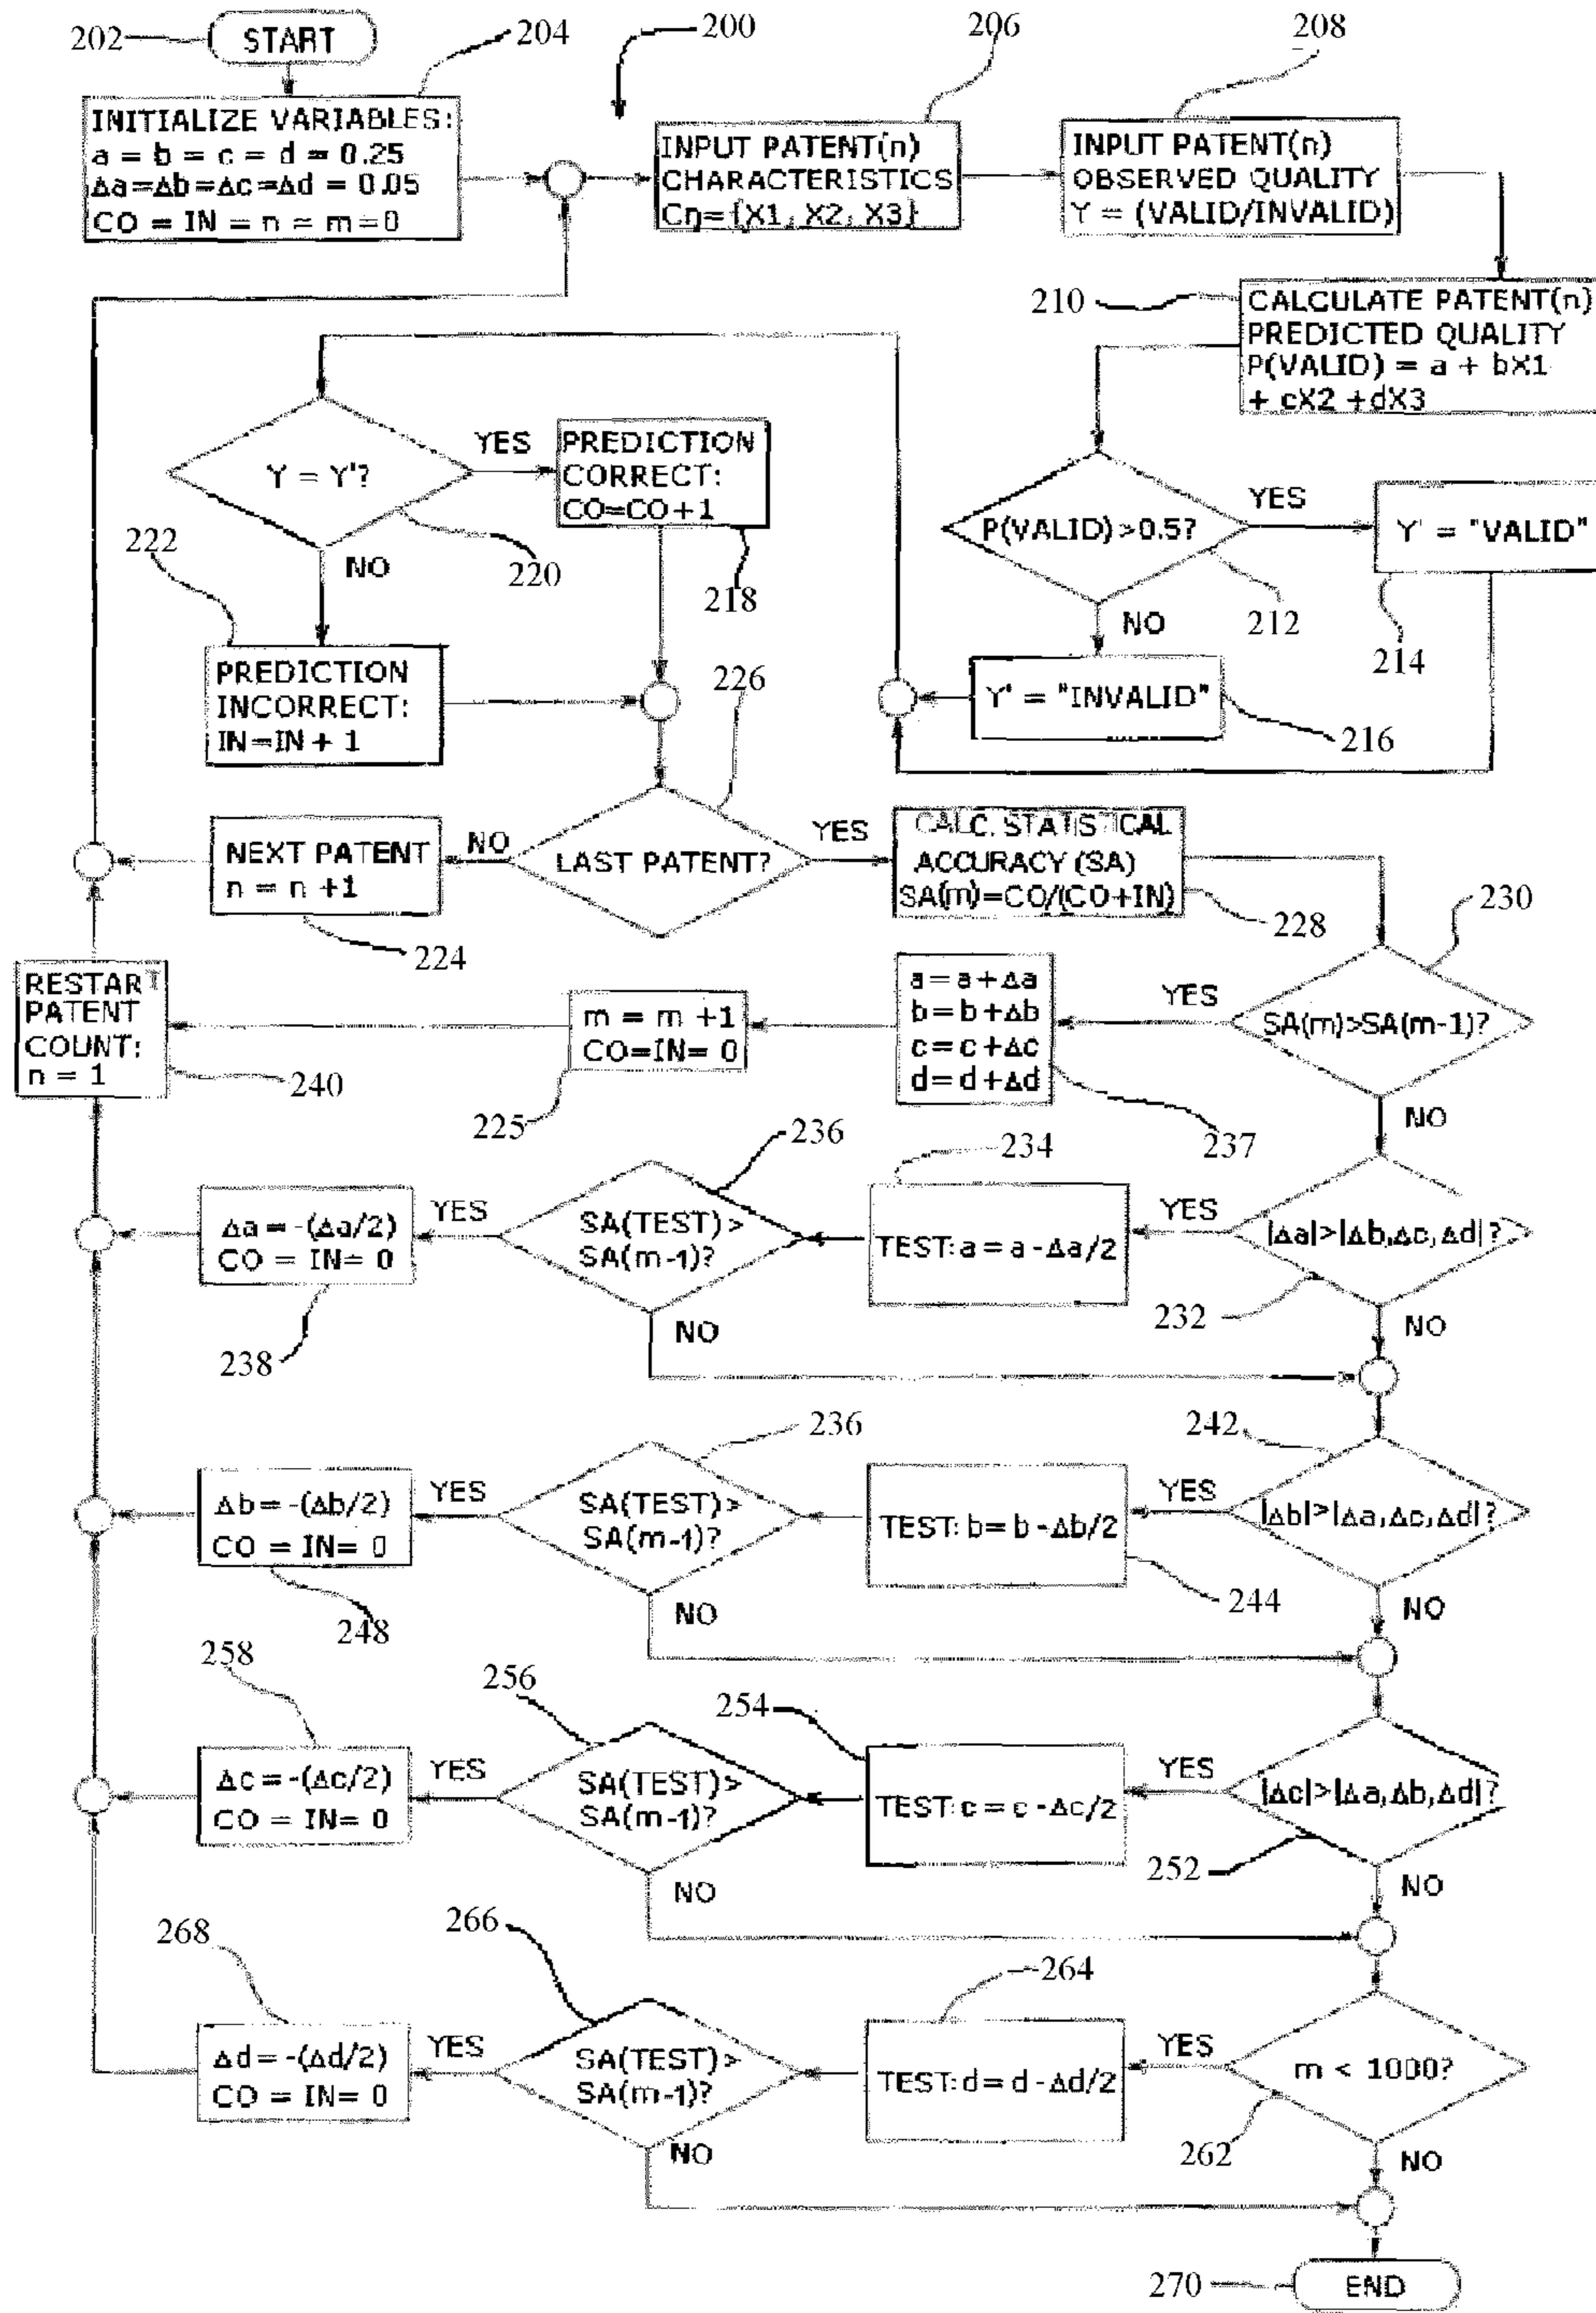 202
START
204
200
206
208
INITIALIZE VARIABLES:
a = b = c = d = 0.25
Δa=Δb=Δc=Δd = 0.05
CO = IN = n = m=0
INPUT PATENT(n)
CHARACTERISTICS
Cn={X1, X2, X3}
INPUT PATENT(n)
OBSERVED QUALITY
Y = (VALID/INVALID)
210
CALCULATE PATENT(n)
PREDICTED QUALITY
P(VALID) = a + bX1
+ cX2 +dX3
Y = Y'?
YES
PREDICTION
CORRECT:
CO=CO+1
P(VALID)>0.5?
YES
Y' = "VALID"
222
NO
220
218
NO
212
214
PREDICTION
INCORRECT:
IN=IN + 1
226
Y' = "INVALID"
216
NEXT PATENT
n = n +1
NO
LAST PATENT?
YES
CALC. STATISTICAL
ACCURACY (SA)
SA(m)=CO/(CO+IN)
224
228
230
RESTART
PATENT
COUNT:
n = 1
240
m = m +1
CO=IN= 0
225
a=a+Δa
b=b+Δb
c=c+Δc
d=d+Δd
237
YES
SA(m)>SA(m-1)?
NO
236
234
Δa = -(Δa/2)
CO = IN= 0
YES
SA(TEST)>
SA(m-1)?
TEST: a = a -Δa/2
YES
|Δa|>|Δb,Δc,Δd|?
238
NO
232
NO
236
242
Δb= -(Δb/2)
CO = IN= 0
YES
SA(TEST)>
SA(m-1)?
TEST: b= b -Δb/2
YES
|Δb|>|Δa,Δc,Δd|?
248
NO
244
NO
258
256
254
Δc = -(Δc/2)
CO = IN= 0
YES
SA(TEST)>
SA(m-1)?
TEST: c = c -Δc/2
YES
|Δc|>|Δa,Δb,Δd|?
252
NO
NO
268
266
264
Δd= -(Δd/2)
CO = IN= 0
YES
SA(TEST)>
SA(m-1)?
TEST: d= d -Δd/2
YES
m < 1000?
NO
262
NO
270
END